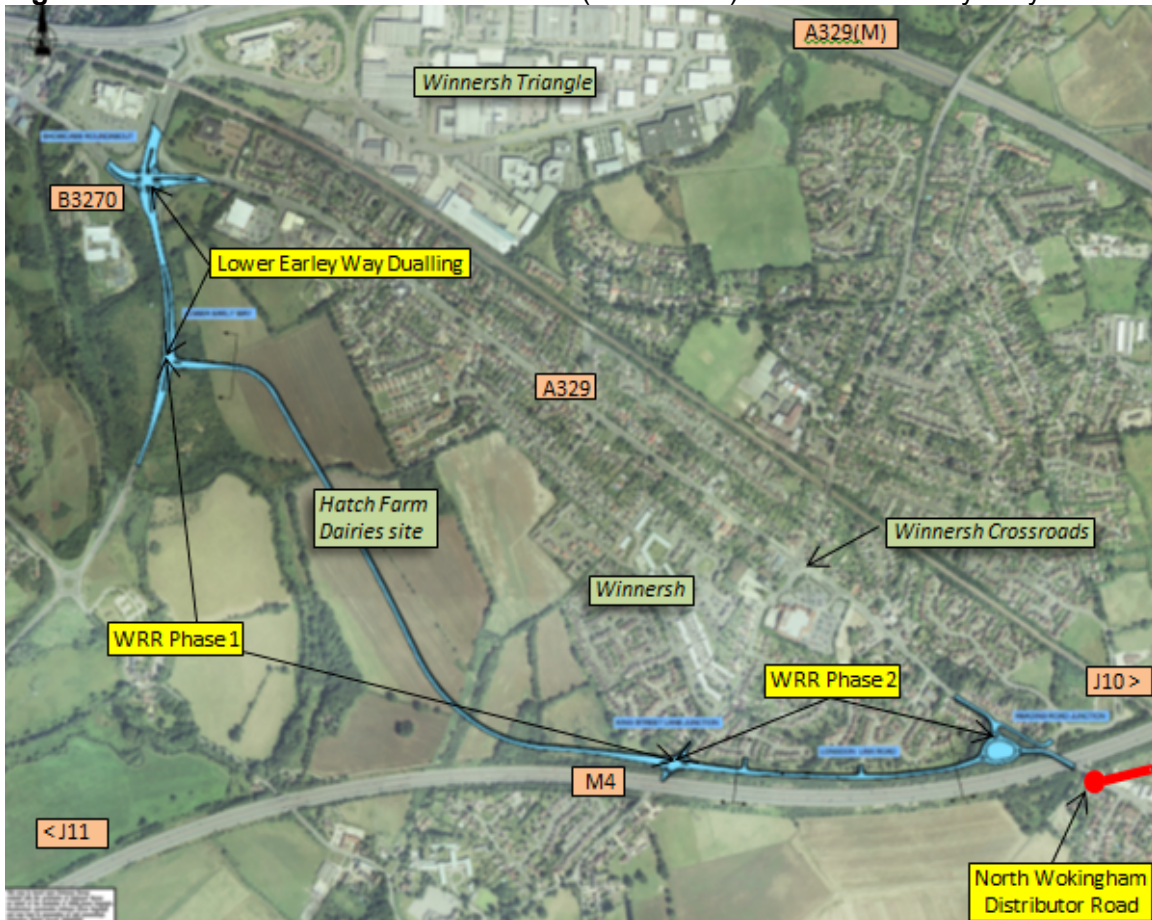 A329(M)
Winnersh Triangle
B3270
Lower Earley Way Dualling
A329
Hatch Farm
Dairies site
Winnersh Crossroads
Winnersh
WRR Phase 1
WRR Phase 2
J10 >
M4
< J11
North Wokingham
Distributor Road